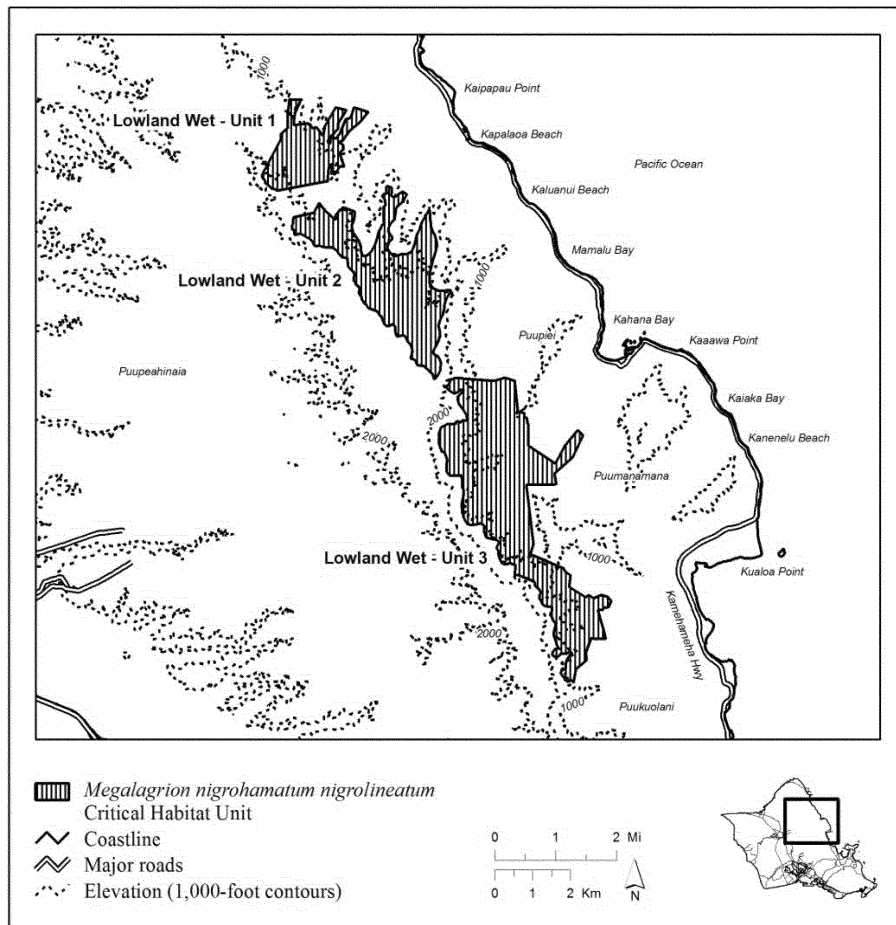 1000
Kaipapau Point
Lowland Wet - Unit 1
Kapalaoa Beach
Pacific Ocean
Kaluanui Beach
Mamalu Bay
Lowland Wet - Unit 2
1000
Kahana Bay
Puupiei
Kaaawa Point
Puupeahinaia
Kaiaka Bay
2000
2000
Kanenelu Beach
Puumanamana
Lowland Wet - Unit 3
1000
Kualoa Point
Kamehameha Hwy
2000
1000
Puukuolani
Megalagrion nigrohamatum nigrolineatum
Critical Habitat Unit
Coastline
Major roads
Elevation (1,000-foot contours)
0 1 2 Mi
0 1 2 Km
N